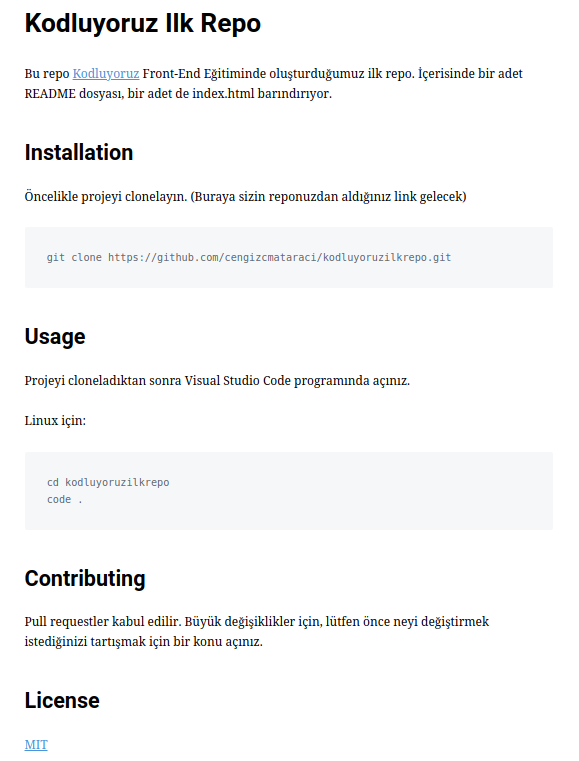 Kodluyoruz Ilk Repo
Bu repo Kodluyoruz Front-End Eğitiminde oluşturduğumuz ilk repo. İçerisinde bir adet
README dosyası, bir adet de index.html barındırıyor.
Installation
Öncelikle projeyi clonelayın. (Buraya sizin reponuzdan aldığınız link gelecek)
git clone https://github.com/cengizcmataraci/kodluyoruzilkrepo.git
Usage
Projeyi cloneladıktan sonra Visual Studio Code programında açınız.
Linux için:
cd kodluyoruzilkrepo
code .
Contributing
Pull requestler kabul edilir. Büyük değişiklikler için, lütfen önce neyi değiştirmek
istediğinizi tartışmak için bir konu açınız.
License
MIT